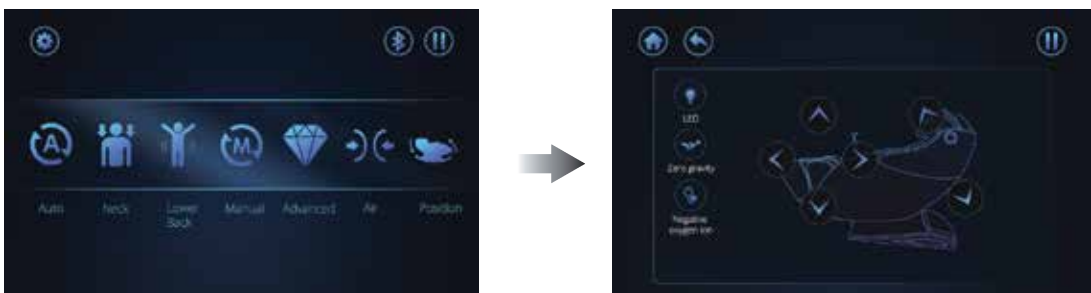 A
M
Auto
Neck
Lower
Back
Manual
Advanced
Air
Position
LED
Zero gravity
Negative
oxygen ion